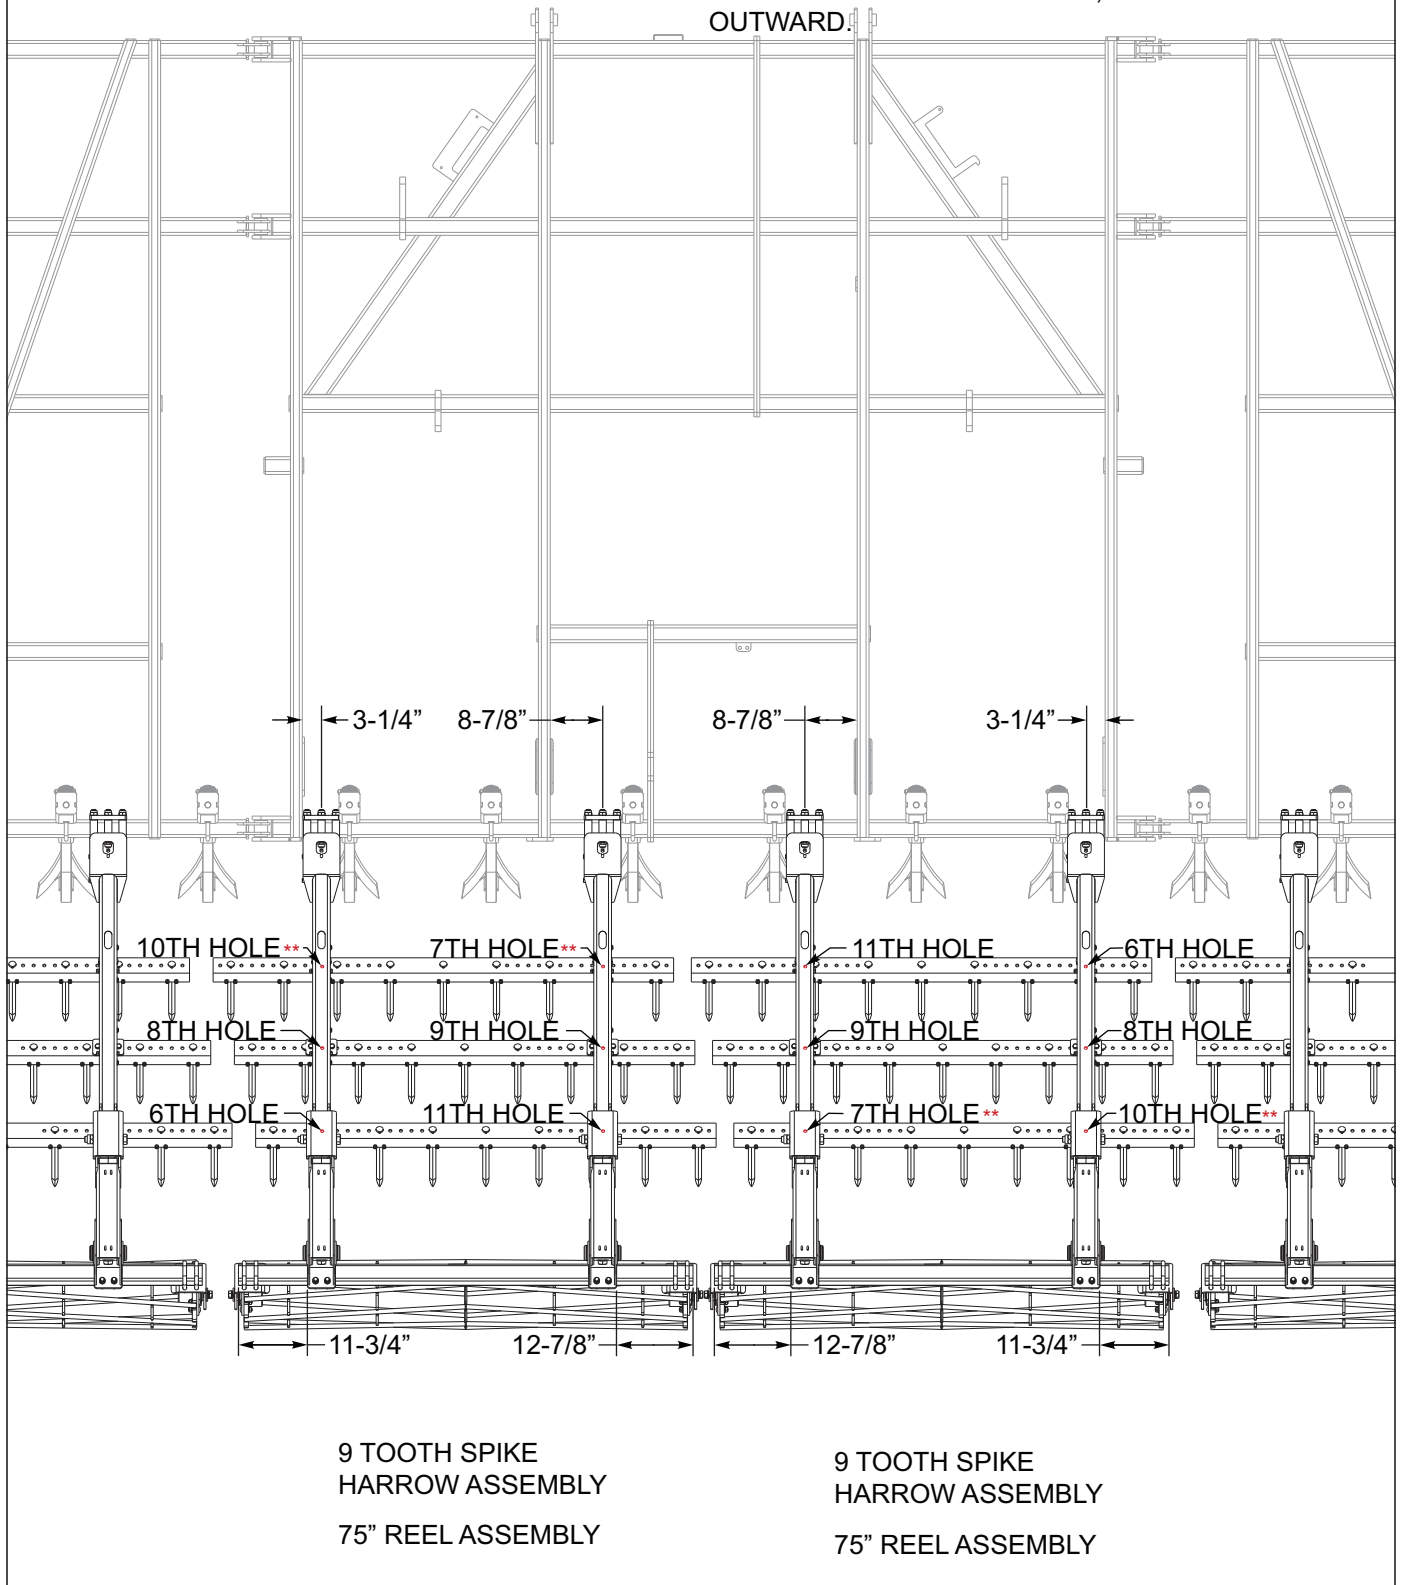 OUTWARD.
3-1/4” 8-7/8” 8-7/8” 3-1/4”
10TH HOLE** 7TH HOLE** 11TH HOLE 6TH HOLE
8TH HOLE 9TH HOLE 9TH HOLE 8TH HOLE
6TH HOLE 11TH HOLE 7TH HOLE** 10TH HOLE**
11-3/4” 12-7/8” 12-7/8” 11-3/4”
9 TOOTH SPIKE
HARROW ASSEMBLY
75” REEL ASSEMBLY
9 TOOTH SPIKE
HARROW ASSEMBLY
75” REEL ASSEMBLY